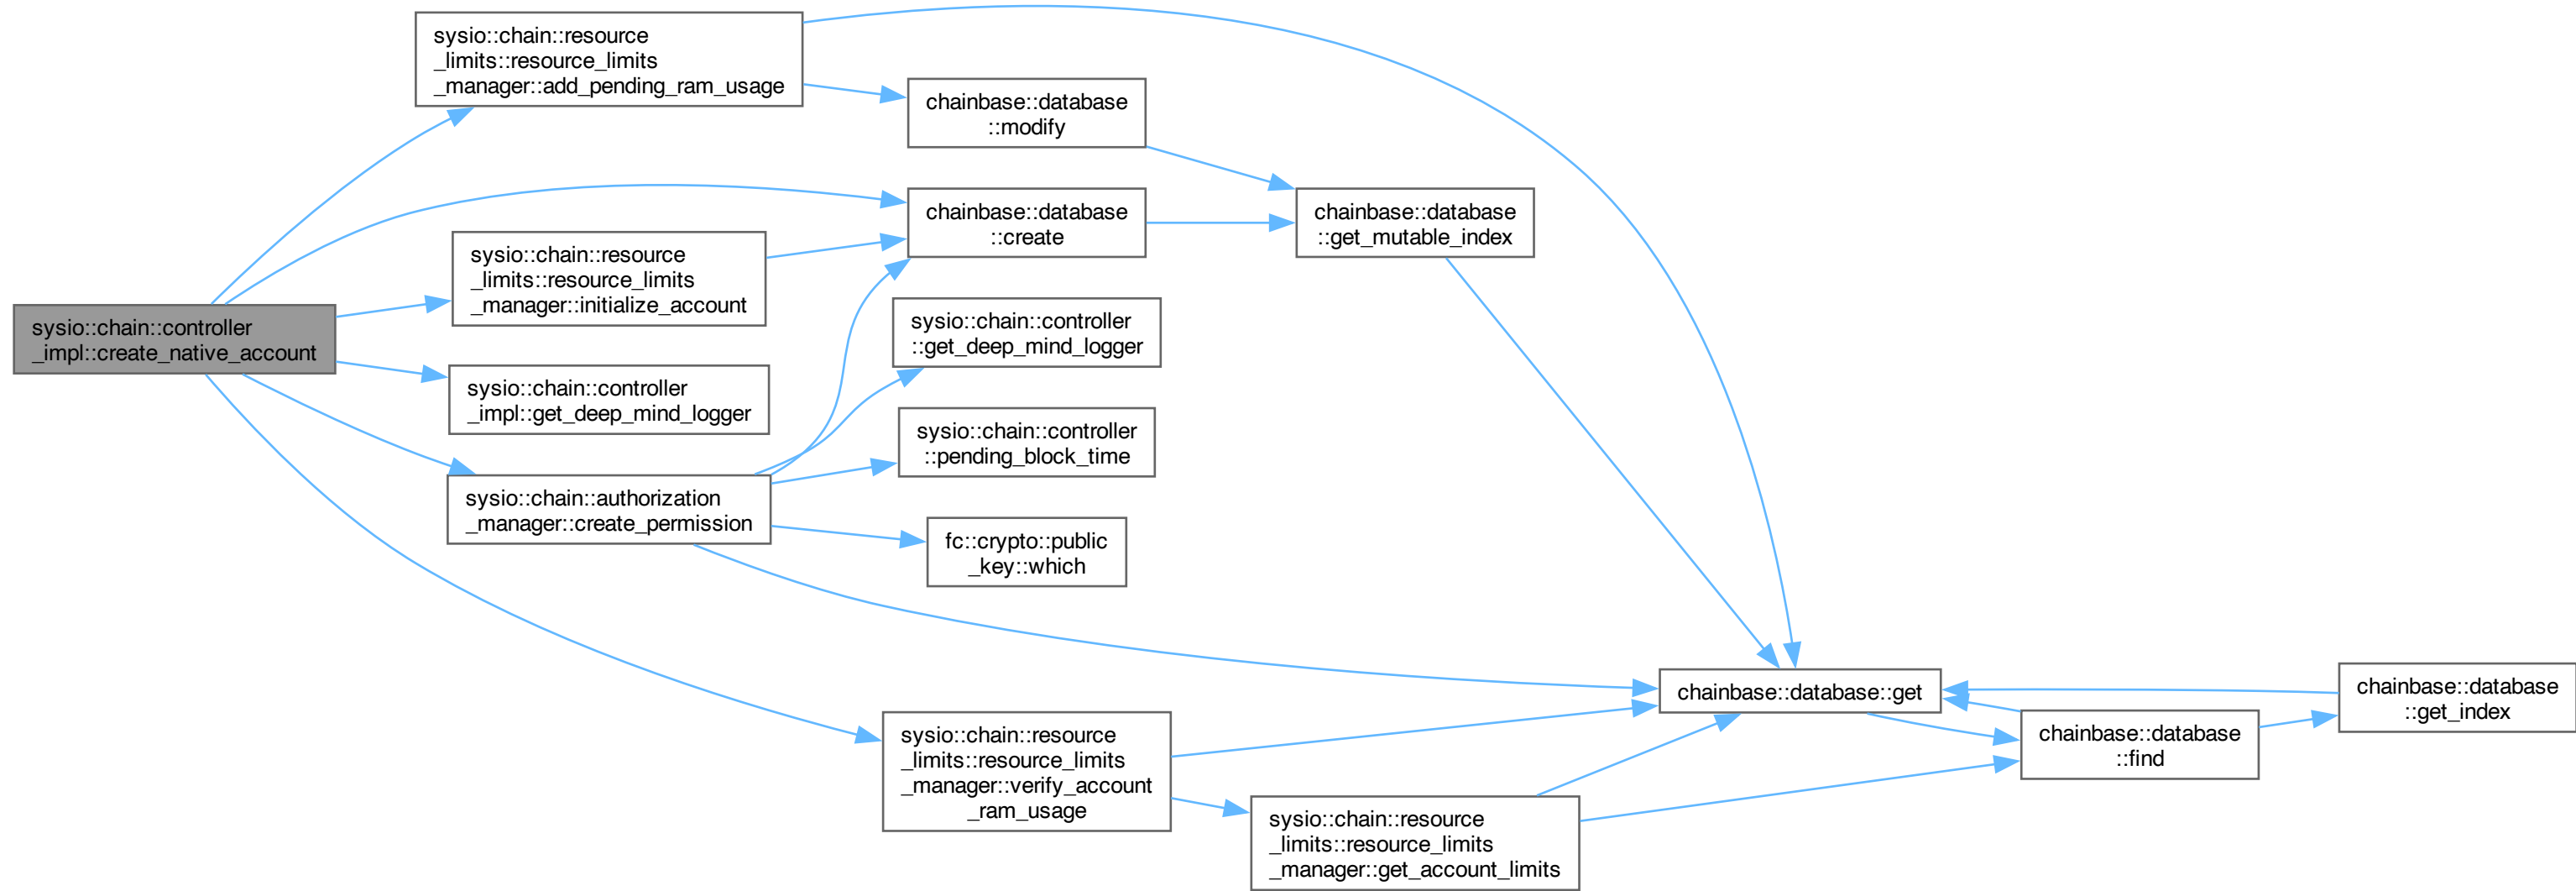 sysio::chain::resource
_limits::resource_limits
_manager::add_pending_ram_usage
chainbase::database
::modify
chainbase::database
::create
chainbase::database
::get_mutable_index
sysio::chain::resource
_limits::resource_limits
_manager::initialize_account
sysio::chain::controller
_impl::create_native_account
sysio::chain::controller
::get_deep_mind_logger
sysio::chain::controller
_impl::get_deep_mind_logger
sysio::chain::controller
::pending_block_time
sysio::chain::authorization
_manager::create_permission
fc::crypto::public
_key::which
chainbase::database::get
chainbase::database
::get_index
chainbase::database
::find
sysio::chain::resource
_limits::resource_limits
_manager::verify_account
_ram_usage
sysio::chain::resource
_limits::resource_limits
_manager::get_account_limits